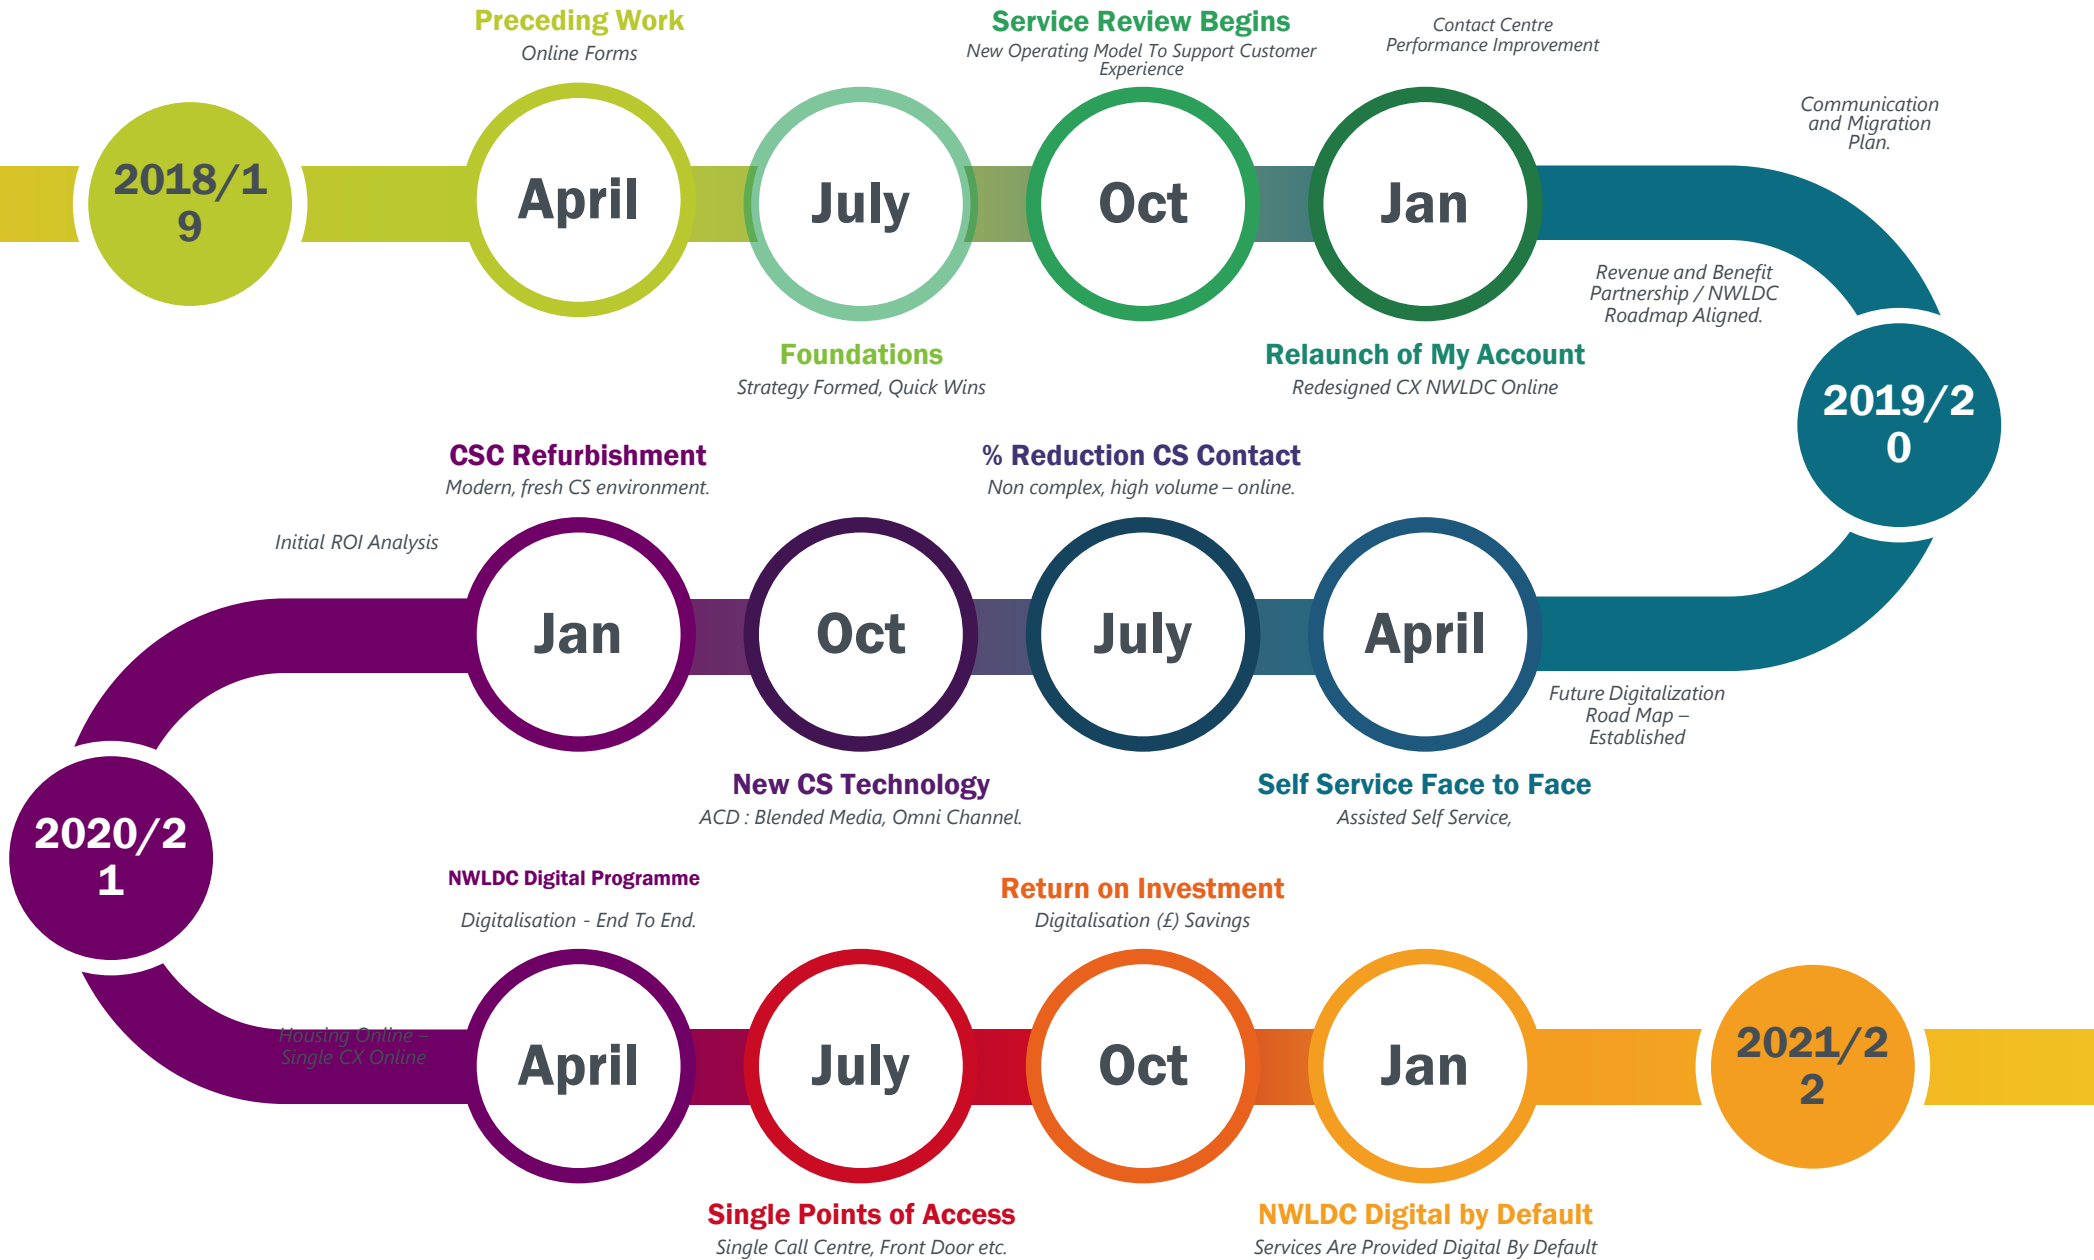 Preceding Work
Online Forms
Service Review Begins
New Operating Model To Support Customer
Experience
Contact Centre
Performance Improvement
Communication
and Migration
Plan.
2018/1
9
April
July
Oct
Jan
Revenue and Benefit
Partnership / NWLDC
Roadmap Aligned.
Foundations
Strategy Formed, Quick Wins
Relaunch of My Account
Redesigned CX NWLDC Online
2019/2
0
CSC Refurbishment
Modern, fresh CS environment.
% Reduction CS Contact
Non complex, high volume – online.
Initial ROI Analysis
Jan
Oct
July
April
Future Digitalization
Road Map –
Established
New CS Technology
ACD : Blended Media, Omni Channel.
Self Service Face to Face
Assisted Self Service,
2020/2
1
NWLDC Digital Programme
Digitalisation - End To End.
Return on Investment
Digitalisation (£) Savings
Housing Online –
Single CX Online
April
July
Oct
Jan
2021/2
2
Single Points of Access
Single Call Centre, Front Door etc.
NWLDC Digital by Default
Services Are Provided Digital By Default